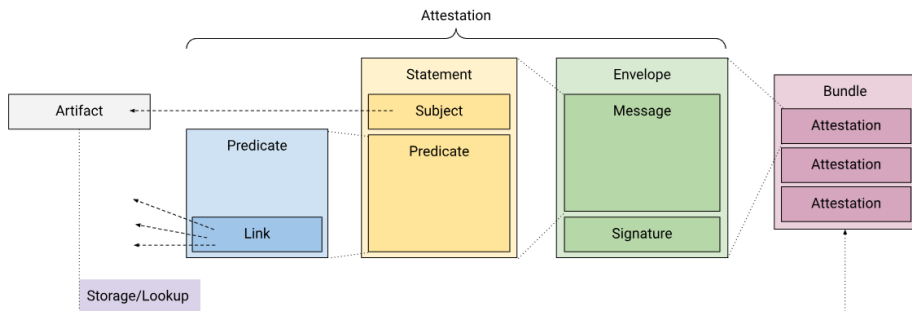 Attestation
Statement
Envelope
Bundle
Artifact
Subject
Message
Attestation
Predicate
Predicate
Attestation
Attestation
Link
Signature
Storage/Lookup